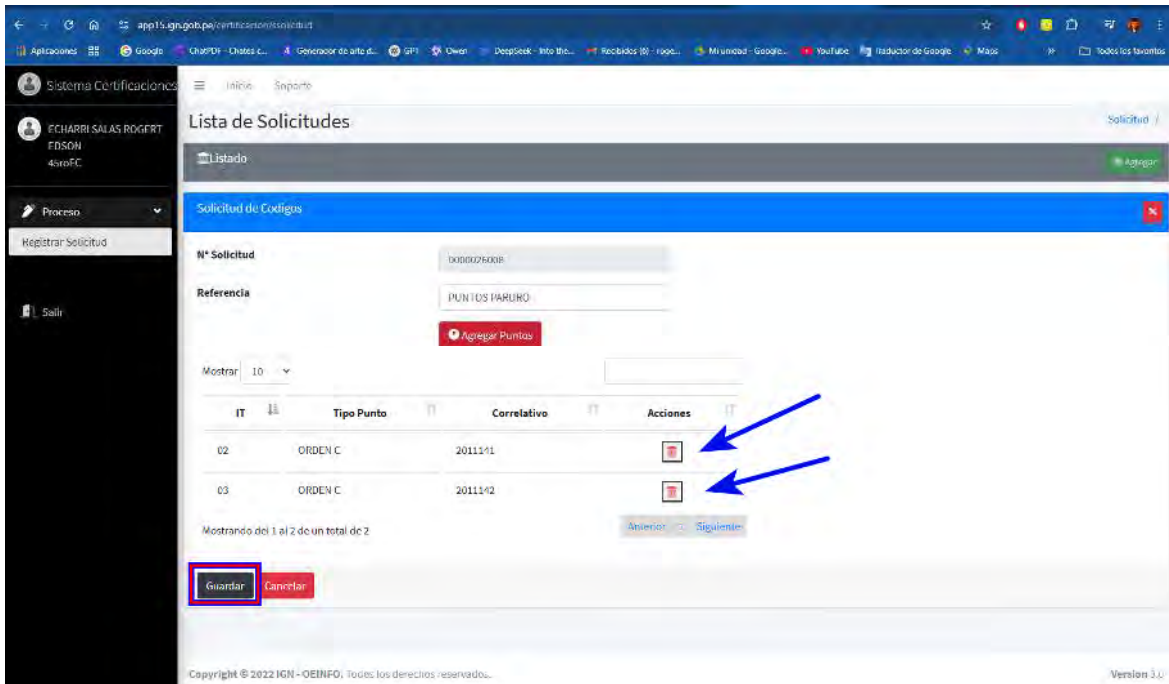 app15.ign.gob.pe/certificacion/ssolicitud
Aplicaciones Google ChatPDF - Chatea c... Generador de arte d... GPT Qwen DeepSeek - Into the... Recibidos - roge... Mi unidad - Google... YouTube Traductor de Google Maps » Todos los favoritos
Sistema Certificaciones Inicio Soporte
ECHARRI SALAS ROGERT
EDSON
Lista de Solicitudes
Solicitud /
Listado
Agregar
Proceso
Registrar Solicitud
Salir
Solicitud de Codigos
N° Solicitud
0000026008
Referencia
PUNTOS PARURO
Agregar Puntos
Mostrar 10
IT Tipo Punto Correlativo Acciones
02 ORDEN C 2011141
03 ORDEN C 2011142
Mostrando del 1 al 2 de un total de 2
Anterior Siguiente
Guardar Cancelar
Copyright © 2022 IGN - OEINFO. Todos los derechos reservados.
Version 3.0